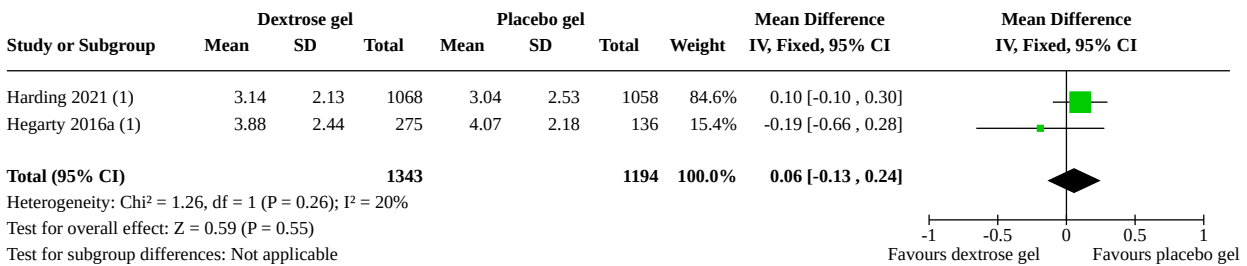 Dextrose gel Placebo gel Mean Difference Mean Difference
Study or Subgroup Mean SD Total Mean SD Total Weight IV, Fixed, 95% CI IV, Fixed, 95% CI
Harding 2021 (1) 3.14 2.13 1068 3.04 2.53 1058 84.6% 0.10 [-0.10 , 0.30]
Hegarty 2016a (1) 3.88 2.44 275 4.07 2.18 136 15.4% -0.19 [-0.66 , 0.28]
Total (95% CI) 1343 1194 100.0% 0.06 [-0.13 , 0.24]
Heterogeneity: Chi² = 1.26, df = 1 (P = 0.26); I² = 20%
Test for overall effect: Z = 0.59 (P = 0.55) -1 -0.5 0 0.5 1
Test for subgroup differences: Not applicable Favours dextrose gel Favours placebo gel